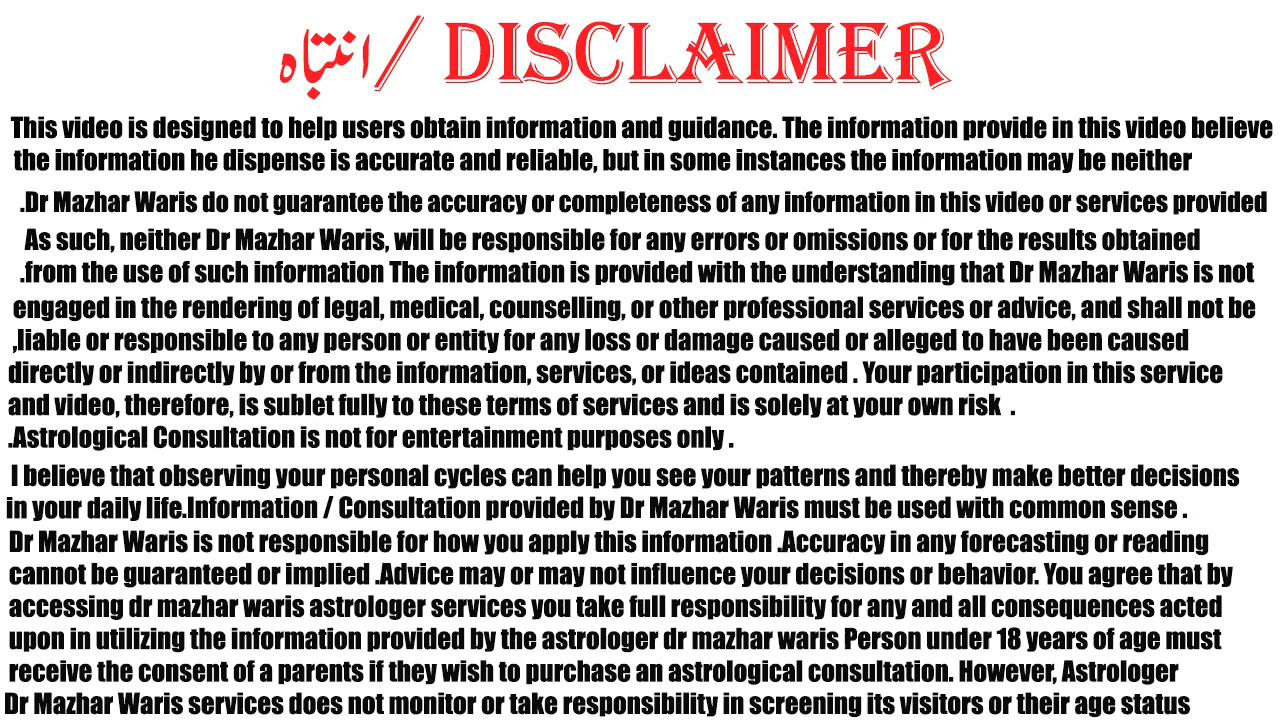 انتباہ / DISCLAIMER
This video is designed to help users obtain information and guidance. The information provide in this video believe
the information he dispense is accurate and reliable, but in some instances the information may be neither
.Dr Mazhar Waris do not guarantee the accuracy or completeness of any information in this video or services provided
As such, neither Dr Mazhar Waris, will be responsible for any errors or omissions or for the results obtained
.from the use of such information The information is provided with the understanding that Dr Mazhar Waris is not
engaged in the rendering of legal, medical, counselling, or other professional services or advice, and shall not be
,liable or responsible to any person or entity for any loss or damage caused or alleged to have been caused
directly or indirectly by or from the information, services, or ideas contained . Your participation in this service
and video, therefore, is sublet fully to these terms of services and is solely at your own risk .
.Astrological Consultation is not for entertainment purposes only .
I believe that observing your personal cycles can help you see your patterns and thereby make better decisions
in your daily life.Information / Consultation provided by Dr Mazhar Waris must be used with common sense .
Dr Mazhar Waris is not responsible for how you apply this information .Accuracy in any forecasting or reading
cannot be guaranteed or implied .Advice may or may not influence your decisions or behavior. You agree that by
accessing dr mazhar waris astrologer services you take full responsibility for any and all consequences acted
upon in utilizing the information provided by the astrologer dr mazhar waris Person under 18 years of age must
receive the consent of a parents if they wish to purchase an astrological consultation. However, Astrologer
Dr Mazhar Waris services does not monitor or take responsibility in screening its visitors or their age status